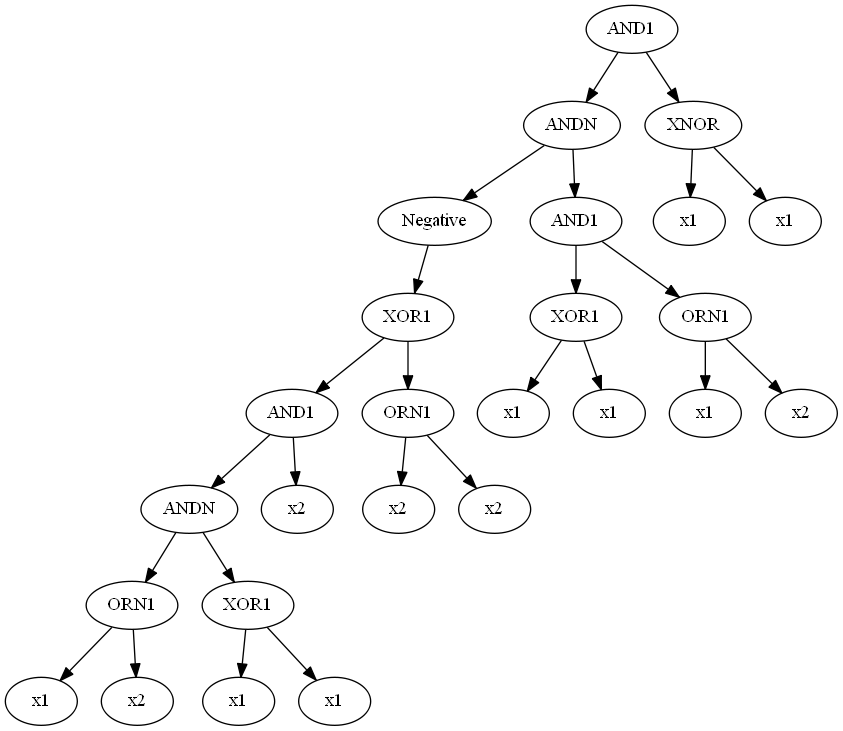 AND1
ANDN XNOR
Negative AND1 x1 x1
XOR1 XOR1 ORN1
AND1 ORN1 x1 x1 x1 x2
ANDN x2 x2 x2
ORN1 XOR1
x1 x2 x1 x1